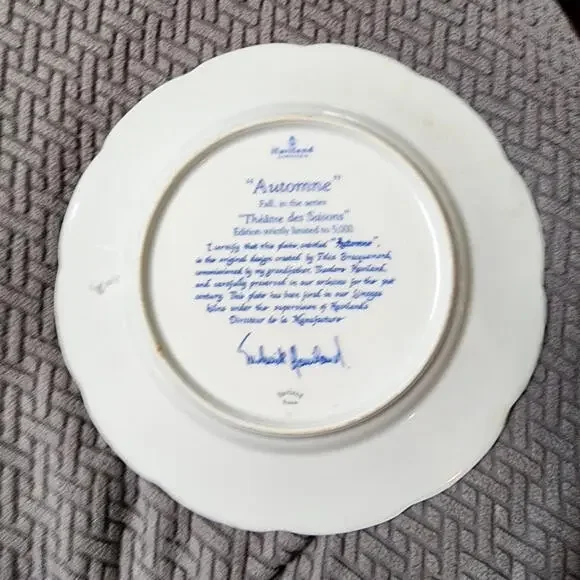 Haviland
LIMOGES
"Automne"
Fall, in the series
"Théâtre des Saisons"
Edition strictly limited to 5,000
I certify that this plate, entitled "Automne",
is the original design created by Félix Bracquemond,
commissioned by my grandfather, Theodore Haviland,
and carefully preserved in our archives for the past
century. This plate has been fired in our Limoges
kilns under the supervision of Haviland's
Directeur de la Manufacture
Haviland